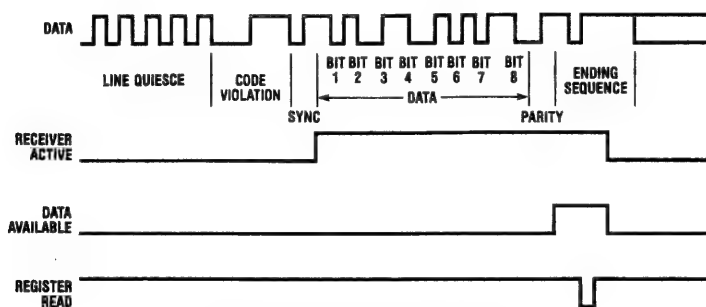 DATA
BIT 1
BIT 2
BIT 3
BIT 4
BIT 5
BIT 6
BIT 7
BIT 8
LINE QUIESCE
CODE
VIOLATION
SYNC
DATA
PARITY
ENDING
SEQUENCE
RECEIVER
ACTIVE
DATA
AVAILABLE
REGISTER
READ